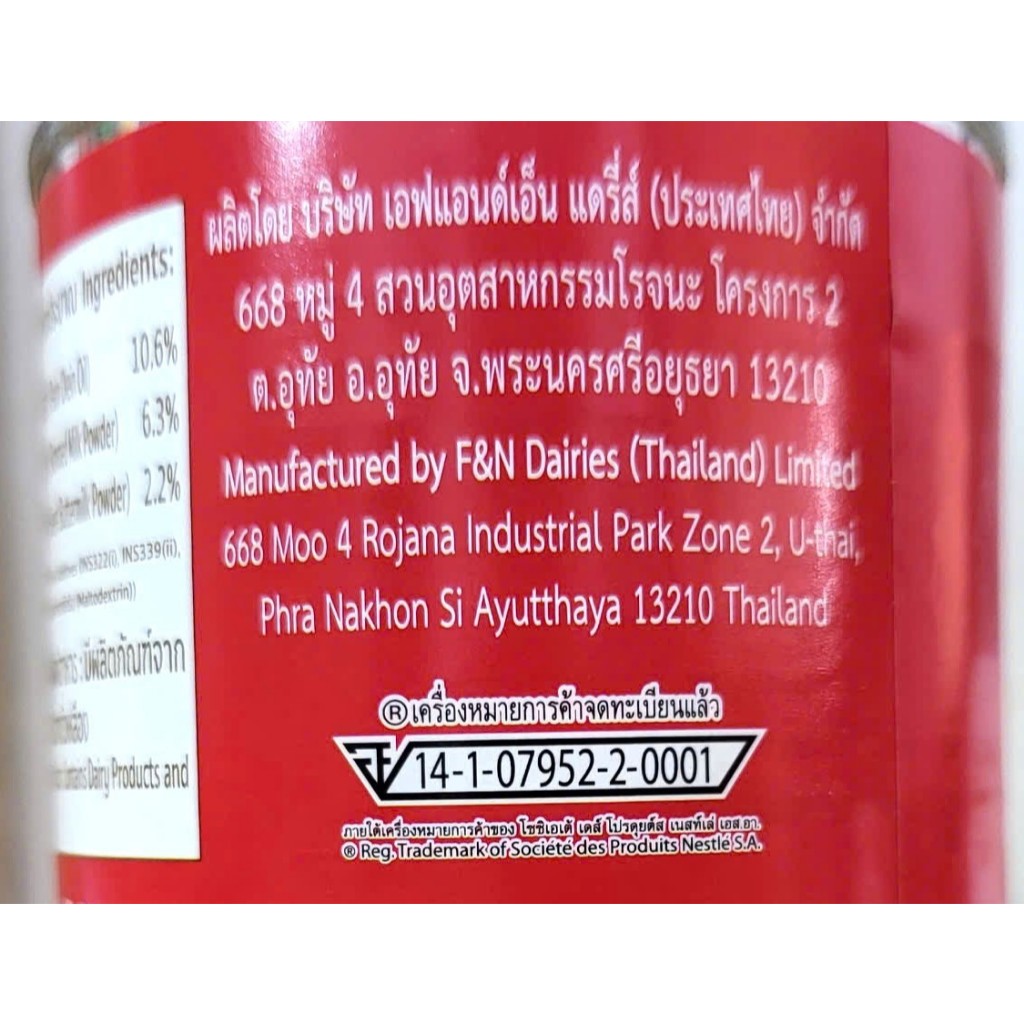 Ingredients:
10.6%
Powder) 6.3%
Powder) 2.2%
INS322(i), INS339(ii),
Maltodextrin))
มีผลิตภัณฑ์จาก
Dairy Products and
ผลิตโดย บริษัท เอฟแอนด์เอ็น แดรี่ส์ (ประเทศไทย) จำกัด
668 หมู่ 4 สวนอุตสาหกรรมโรจนะ โครงการ 2
ต.อุทัย อ.อุทัย จ.พระนครศรีอยุธยา 13210
Manufactured by F&N Dairies (Thailand) Limited
668 Moo 4 Rojana Industrial Park Zone 2, U-thai,
Phra Nakhon Si Ayutthaya 13210 Thailand
®เครื่องหมายการค้าจดทะเบียนแล้ว
14-1-07952-2-0001
ภายใต้เครื่องหมายการค้าของ โซซิเอเต้ เดส์ โปรดุยต์ส เนสท์เล่ เอส.อา.
® Reg. Trademark of Société des Produits Nestlé S.A.